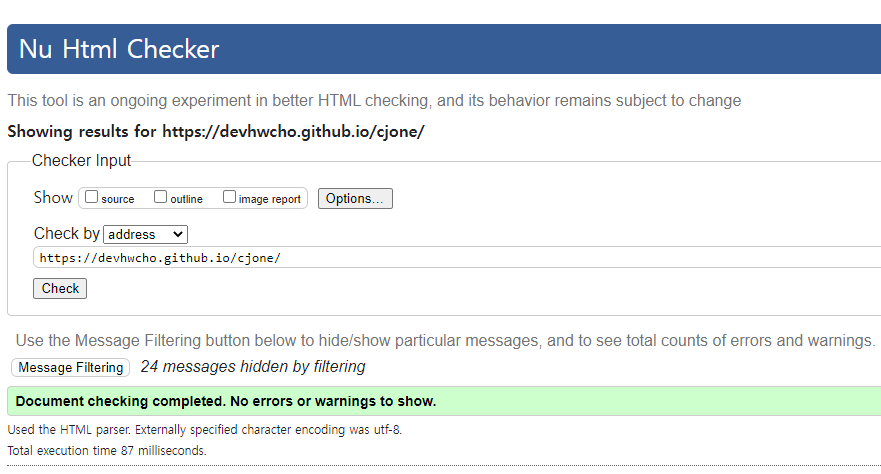 Nu Html Checker
This tool is an ongoing experiment in better HTML checking, and its behavior remains subject to change
Showing results for https://devhwcho.github.io/cjone/
Checker Input
Show source outline image report Options...
Check by address
https://devhwcho.github.io/cjone/
Check
Use the Message Filtering button below to hide/show particular messages, and to see total counts of errors and warnings.
Message Filtering 24 messages hidden by filtering
Document checking completed. No errors or warnings to show.
Used the HTML parser. Externally specified character encoding was utf-8.
Total execution time 87 milliseconds.